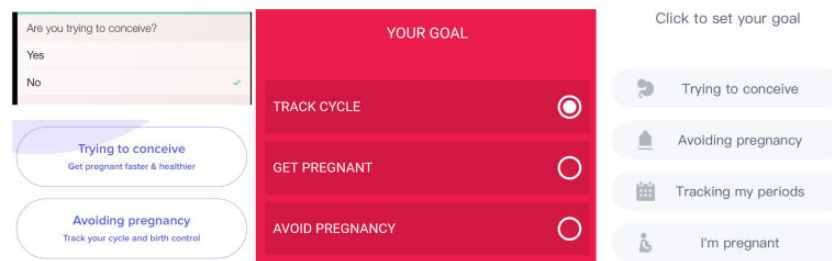 Are you trying to conceive?
Yes
No
Trying to conceive
Get pregnant faster & healthier
Avoiding pregnancy
Track your cycle and birth control
YOUR GOAL
TRACK CYCLE
GET PREGNANT
AVOID PREGNANCY
Click to set your goal
Trying to conceive
Avoiding pregnancy
Tracking my periods
I'm pregnant